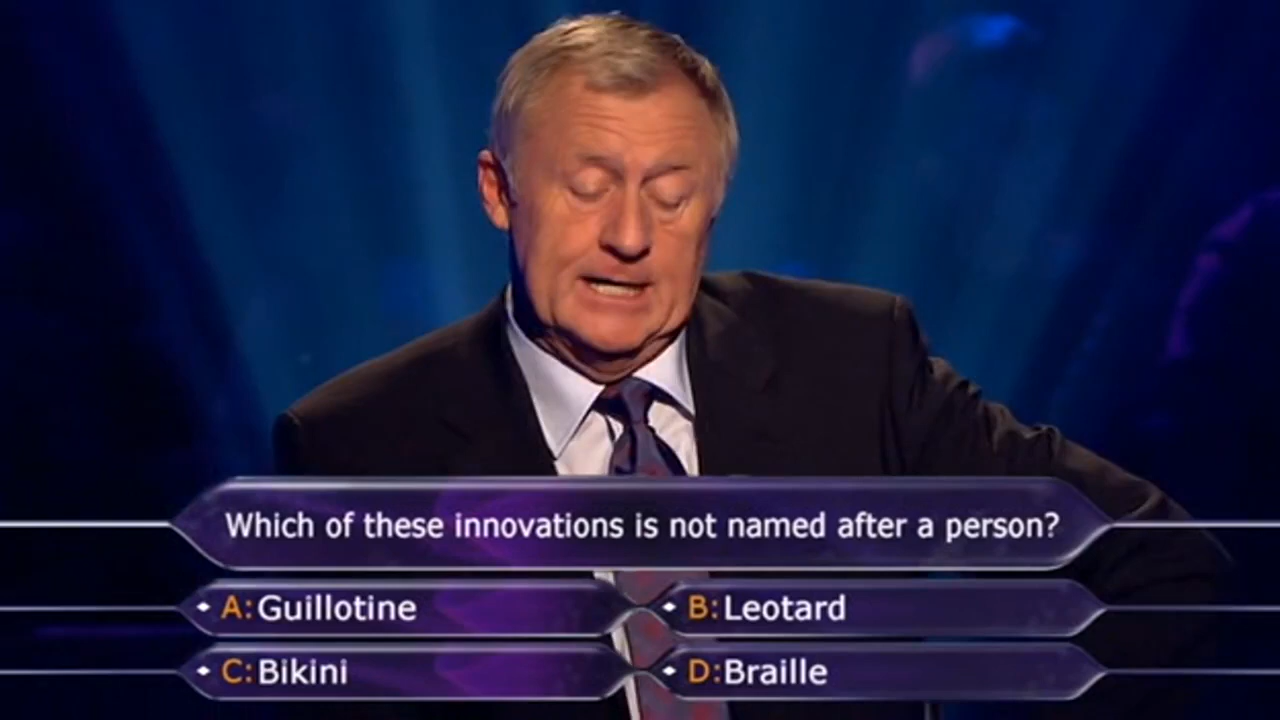 Which of these innovations is not named after a person?
A: Guillotine
B: Leotard
C: Bikini
D: Braille